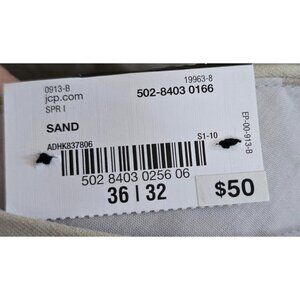 0913-B 19963-8
jcp.com 502-8403 0166
SPR I
SAND
ADHK837806 S1-10
502 8403 0256 06
36 | 32
$50
EP-00-913-B